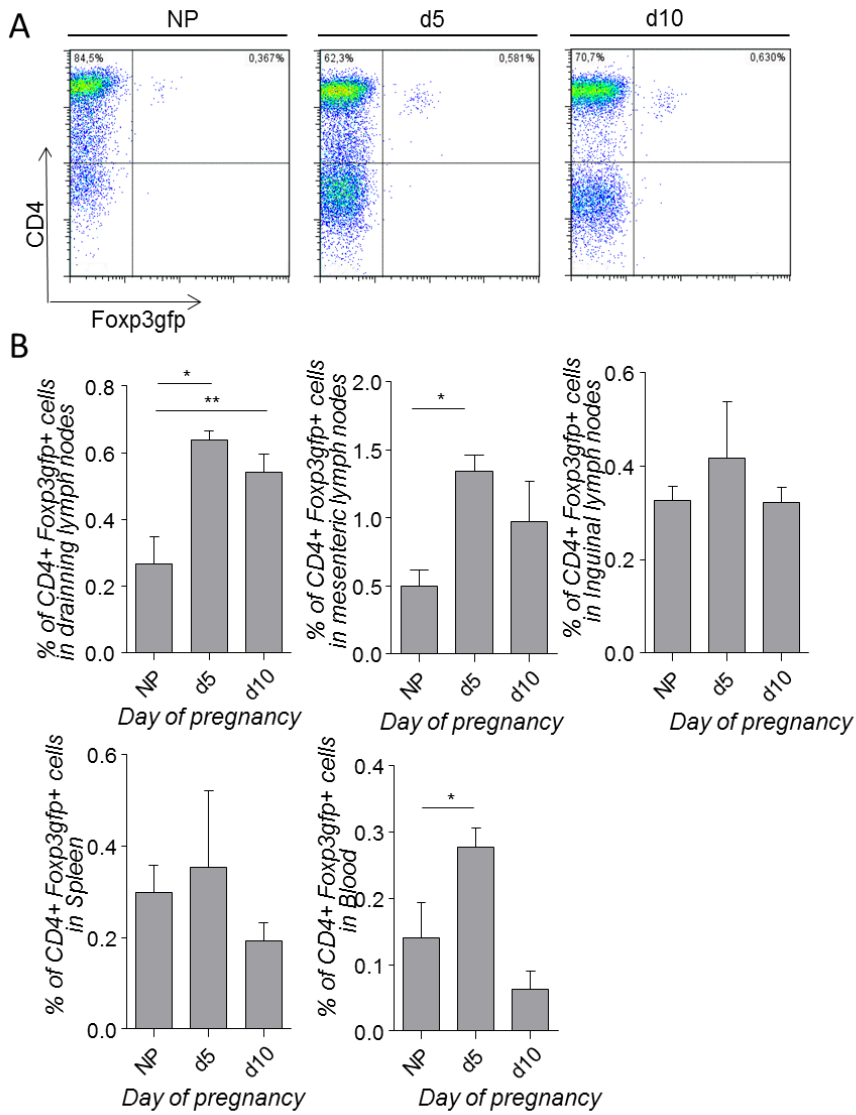 A
NP
d5
d10
84,5%
0,367%
62,3%
0,581%
70,7%
0,630%
CD4
Foxp3gfp
B
% of CD4+ Foxp3gfp+ cells
in drainning lymph nodes
0.8
0.6
0.4
0.2
0.0
*
**
NP
d5
d10
Day of pregnancy
% of CD4+ Foxp3gfp+ cells
in mesenteric lymph nodes
2.0
1.5
1.0
0.5
0.0
*
NP
d5
d10
Day of pregnancy
% of CD4+ Foxp3gfp+ cells
in Inguinal lymph nodes
0.6
0.4
0.2
0.0
NP
d5
d10
Day of pregnancy
% of CD4+ Foxp3gfp+ cells
in Spleen
0.6
0.4
0.2
0.0
NP
d5
d10
Day of pregnancy
% of CD4+ Foxp3gfp+ cells
in Blood
0.4
0.3
0.2
0.1
0.0
*
NP
d5
d10
Day of pregnancy